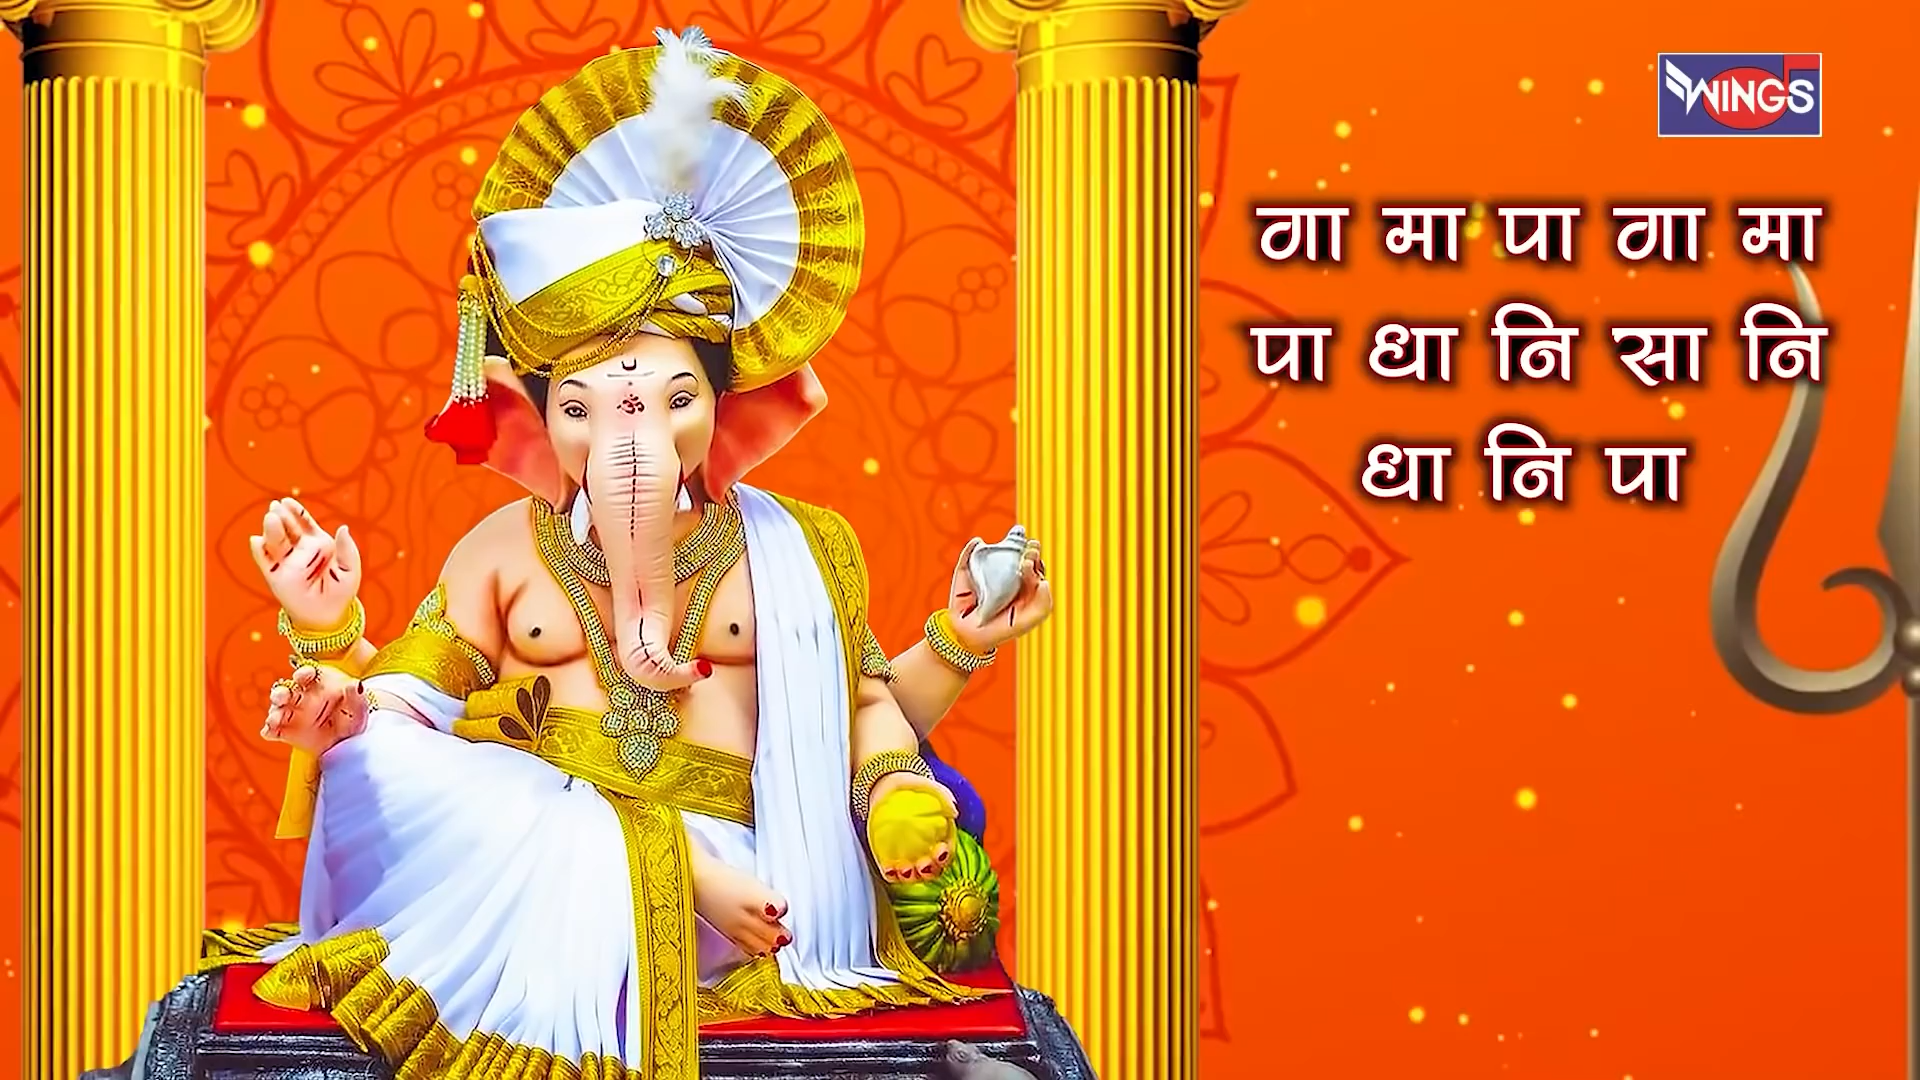 WINGS
गा मा पा गा मा
पा धा नि सा नि
धा नि पा